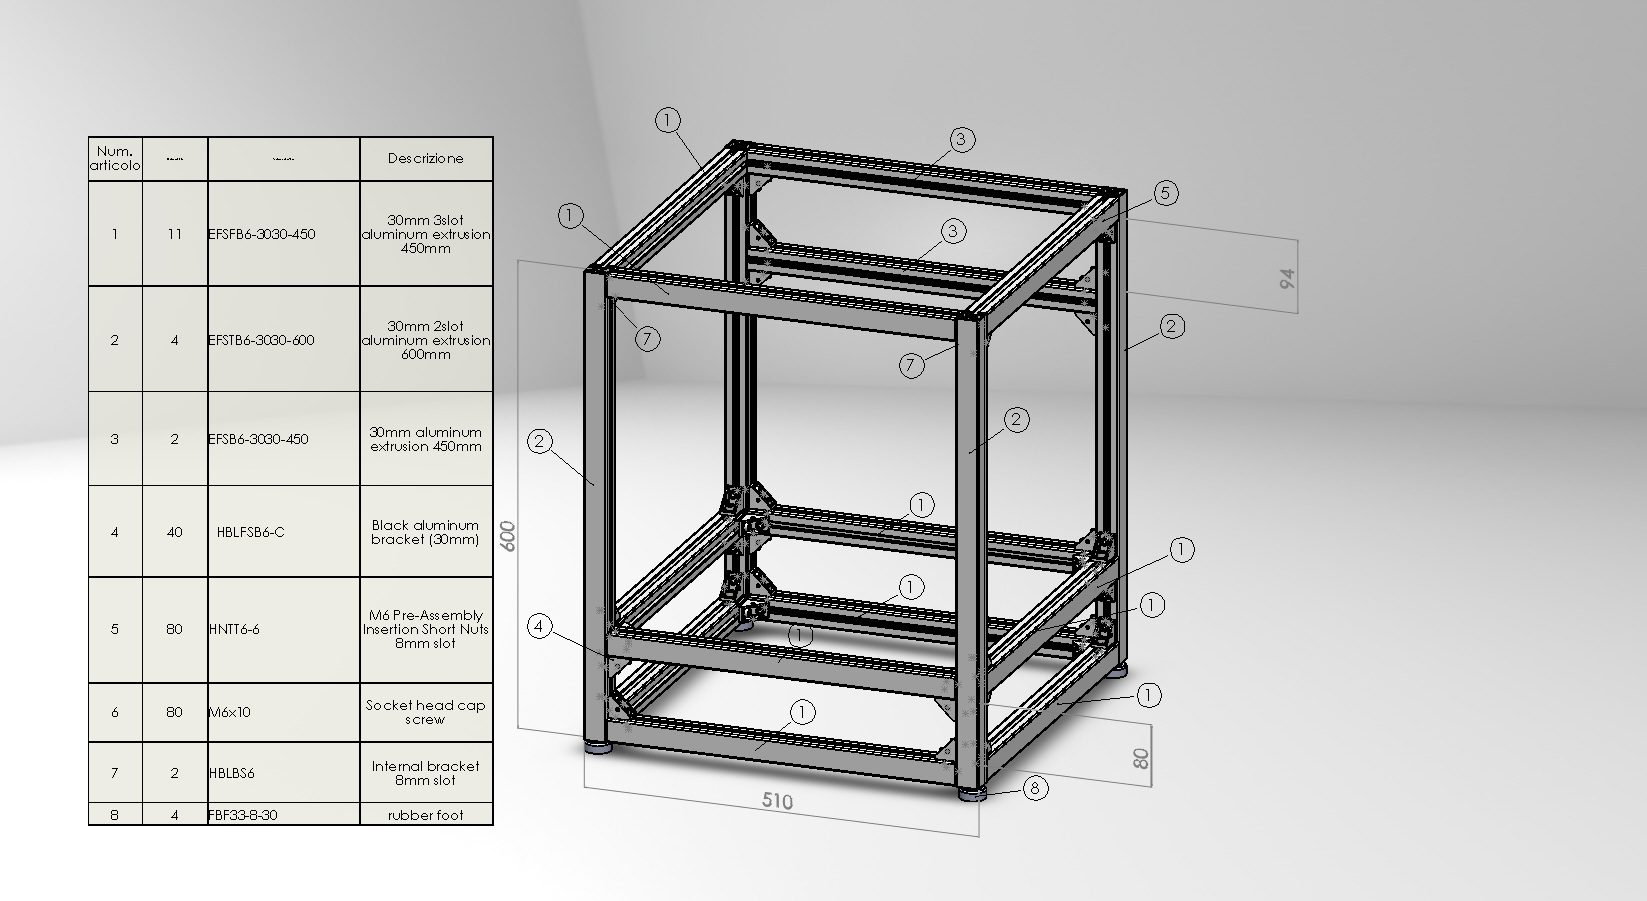 Num.
articolo
Descrizione
1
11
EFSFB6-3030-450
30mm 3slot
aluminum extrusion
450mm
2
4
EFSTB6-3030-600
30mm 2slot
aluminum extrusion
600mm
3
2
EFSB6-3030-450
30mm aluminum
extrusion 450mm
4
40
HBLFSB6-C
Black aluminum
bracket (30mm)
5
80
HNTT6-6
M6 Pre-Assembly
Insertion Short Nuts
8mm slot
6
80
M6x10
Socket head cap
screw
7
2
HBLBS6
Internal bracket
8mm slot
8
4
FBF33-8-30
rubber foot
1
3
5
1
3
94
2
7
7
2
2
1
600
1
1
1
4
1
1
1
80
8
510